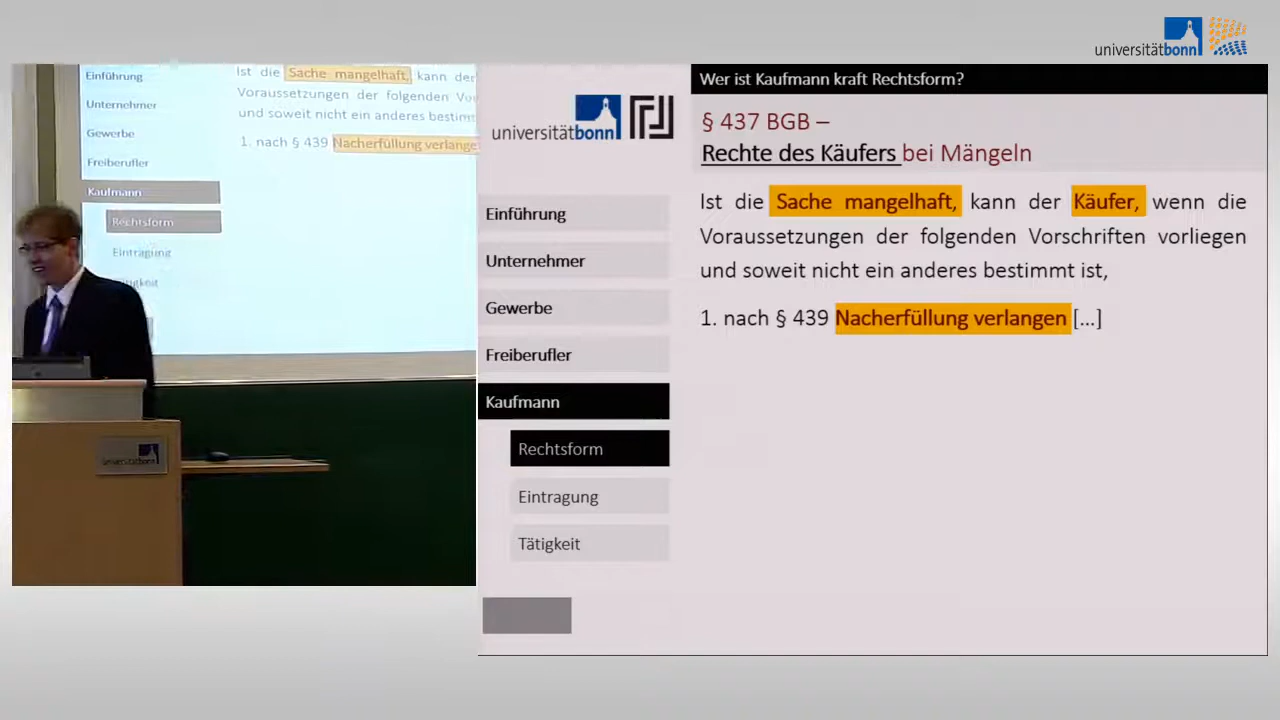 universitätbonn
Einführung
Unternehmer
Gewerbe
Freiberufler
Kaufmann
Rechtsform
Eintragung
Ist die Sache mangelhaft, kann der
Voraussetzungen der folgenden
und soweit nicht ein anderes
1. nach § 439 Nacherfüllung
universitätbonn
universitätbonn
Einführung
Unternehmer
Gewerbe
Freiberufler
Kaufmann
Rechtsform
Eintragung
Tätigkeit
Wer ist Kaufmann kraft Rechtsform?
§ 437 BGB –
Rechte des Käufers bei Mängeln
Ist die Sache mangelhaft, kann der Käufer, wenn die
Voraussetzungen der folgenden Vorschriften vorliegen
und soweit nicht ein anderes bestimmt ist,
1. nach § 439 Nacherfüllung verlangen [...]